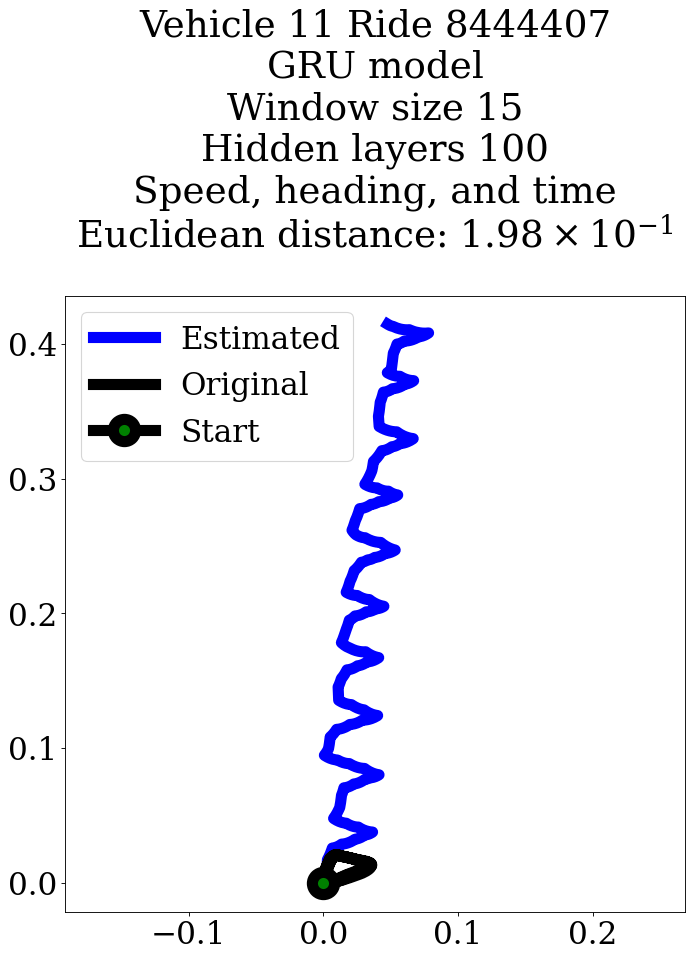 Vehicle 11 Ride 8444407
GRU model
Window size 15
Hidden layers 100
Speed, heading, and time
Euclidean distance: 1.98 × 10⁻¹
Estimated
Original
Start
0.4
0.3
0.2
0.1
0.0
−0.1 0.0 0.1 0.2